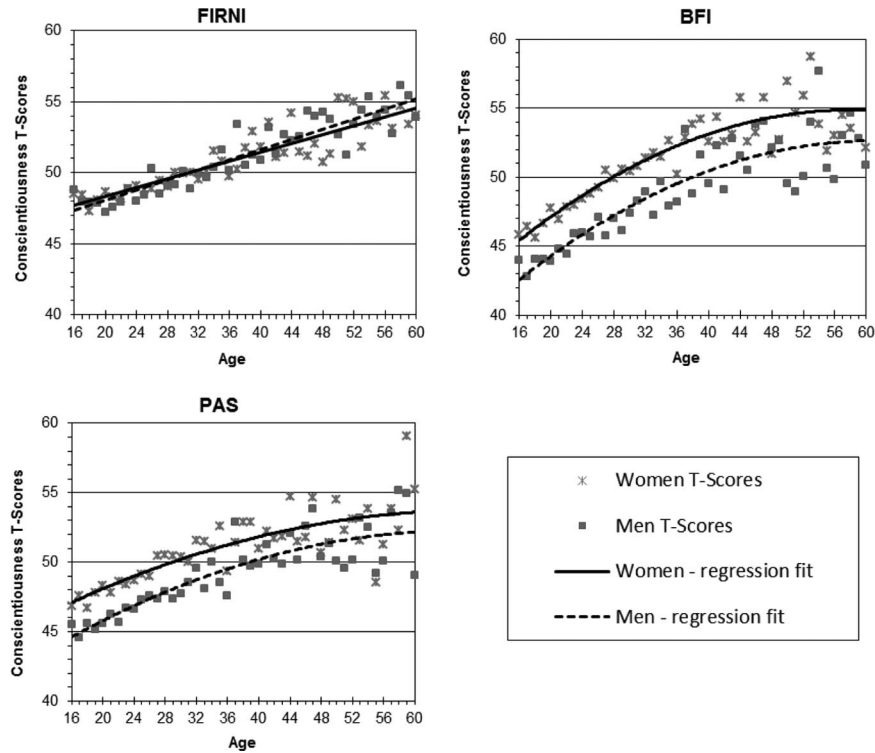 FIRNI
Conscientiousness T-Scores
60
55
50
45
40
16 20 24 28 32 36 40 44 48 52 56 60
Age
BFI
Conscientiousness T-Scores
60
55
50
45
40
16 20 24 28 32 36 40 44 48 52 56 60
Age
PAS
Conscientiousness T-Scores
60
55
50
45
40
16 20 24 28 32 36 40 44 48 52 56 60
Age
Women T-Scores
Men T-Scores
Women - regression fit
Men - regression fit